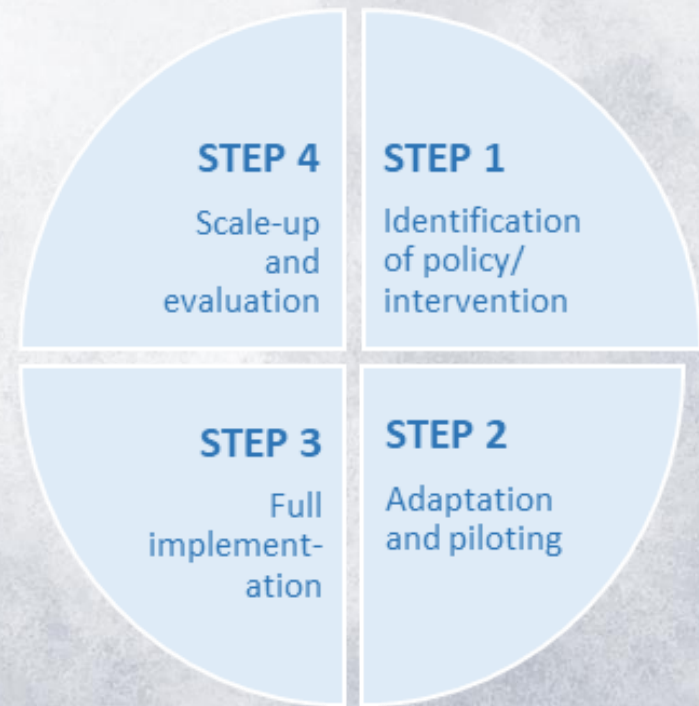 STEP 1
Identification
of policy/
intervention
STEP 2
Adaptation
and piloting
STEP 3
Full
implement-
ation
STEP 4
Scale-up
and
evaluation